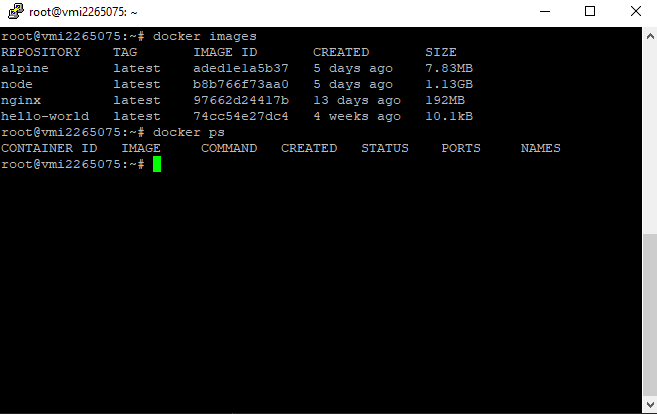 root@vmi2265075: ~
root@vmi2265075:~# docker images
REPOSITORY    TAG       IMAGE ID       CREATED       SIZE
alpine        latest    aded1e1a5b37   5 days ago    7.83MB
node          latest    b8b766f73aa0   5 days ago    1.13GB
nginx         latest    97662d24417b   13 days ago   192MB
hello-world   latest    74cc54e27dc4   4 weeks ago   10.1kB
root@vmi2265075:~# docker ps
CONTAINER ID   IMAGE     COMMAND   CREATED   STATUS    PORTS     NAMES
root@vmi2265075:~#